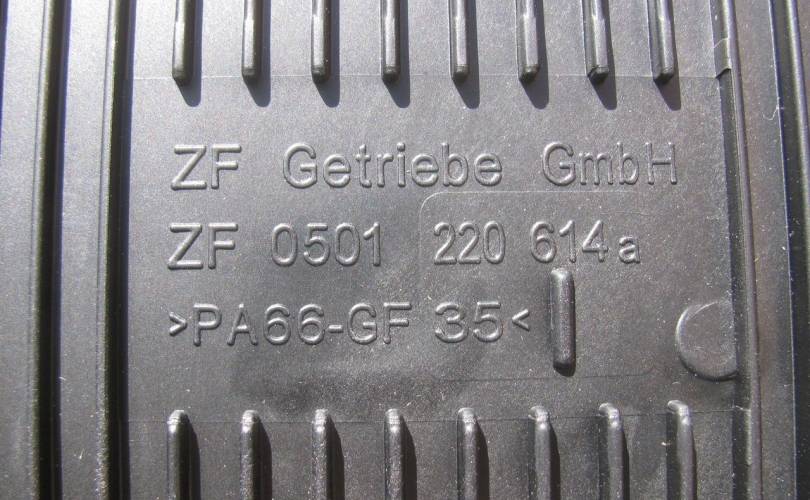 ZF Getriebe GmbH
ZF 0501 220 614a
>PA66-GF 35<